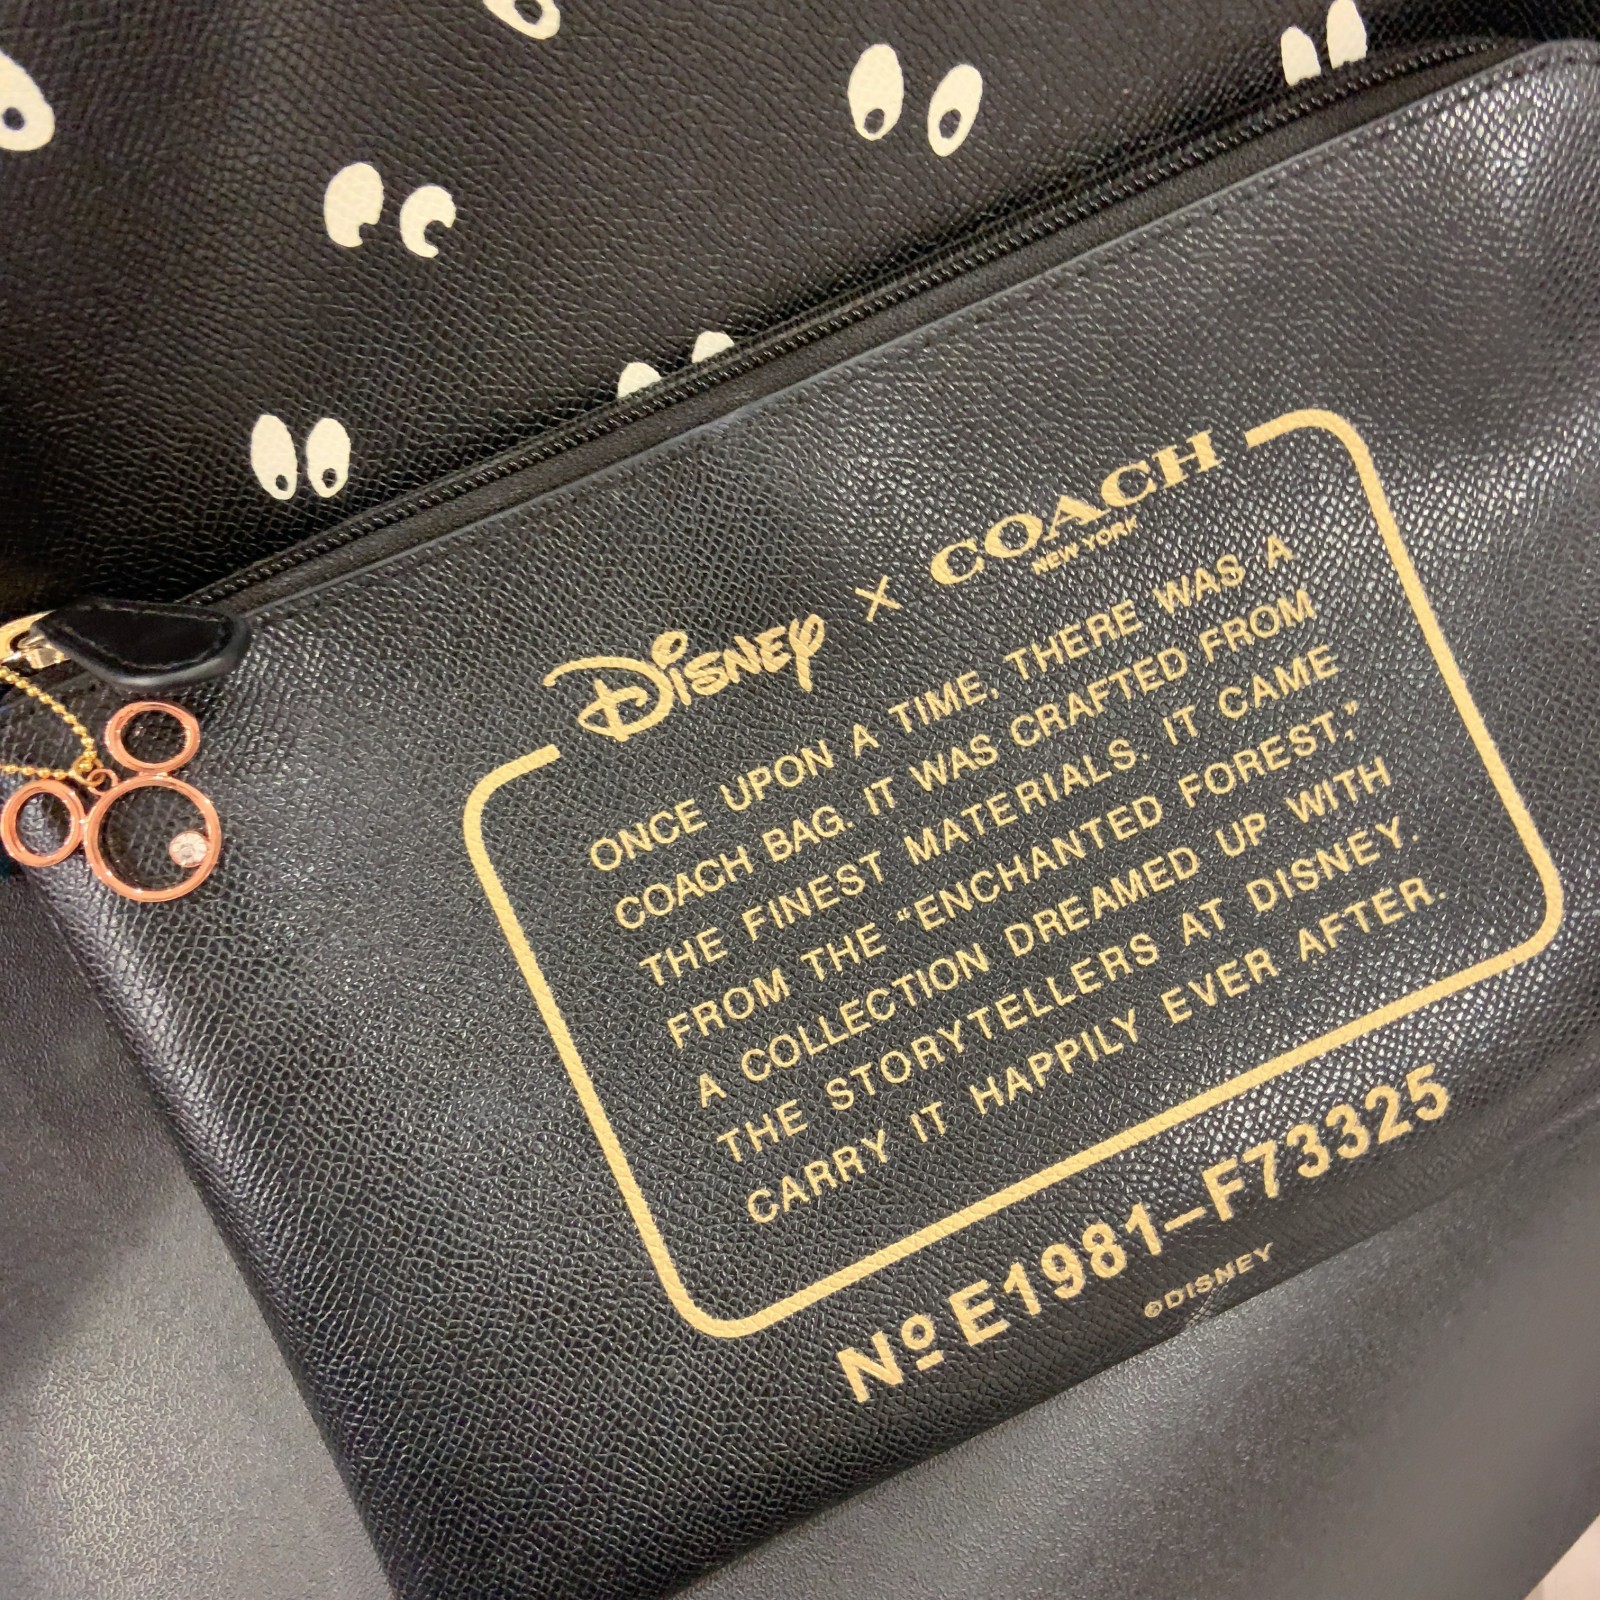 Disney × COACH
NEW YORK
ONCE UPON A TIME, THERE WAS A
COACH BAG. IT WAS CRAFTED FROM
THE FINEST MATERIALS. IT CAME
FROM THE "ENCHANTED FOREST,"
A COLLECTION DREAMED UP WITH
THE STORYTELLERS AT DISNEY.
CARRY IT HAPPILY EVER AFTER.
Nº E1981–F73325
©DISNEY